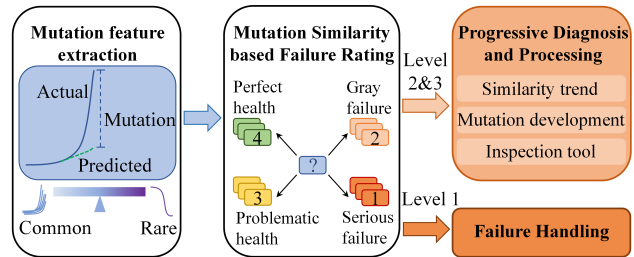 Mutation feature
extraction
Actual
Mutation
Predicted
Common
Rare
Mutation Similarity
based Failure Rating
Perfect
health
4
Gray
failure
2
?
3
Problematic
health
1
Serious
failure
Level
2&3
Level 1
Progressive Diagnosis
and Processing
Similarity trend
Mutation development
Inspection tool
Failure Handling